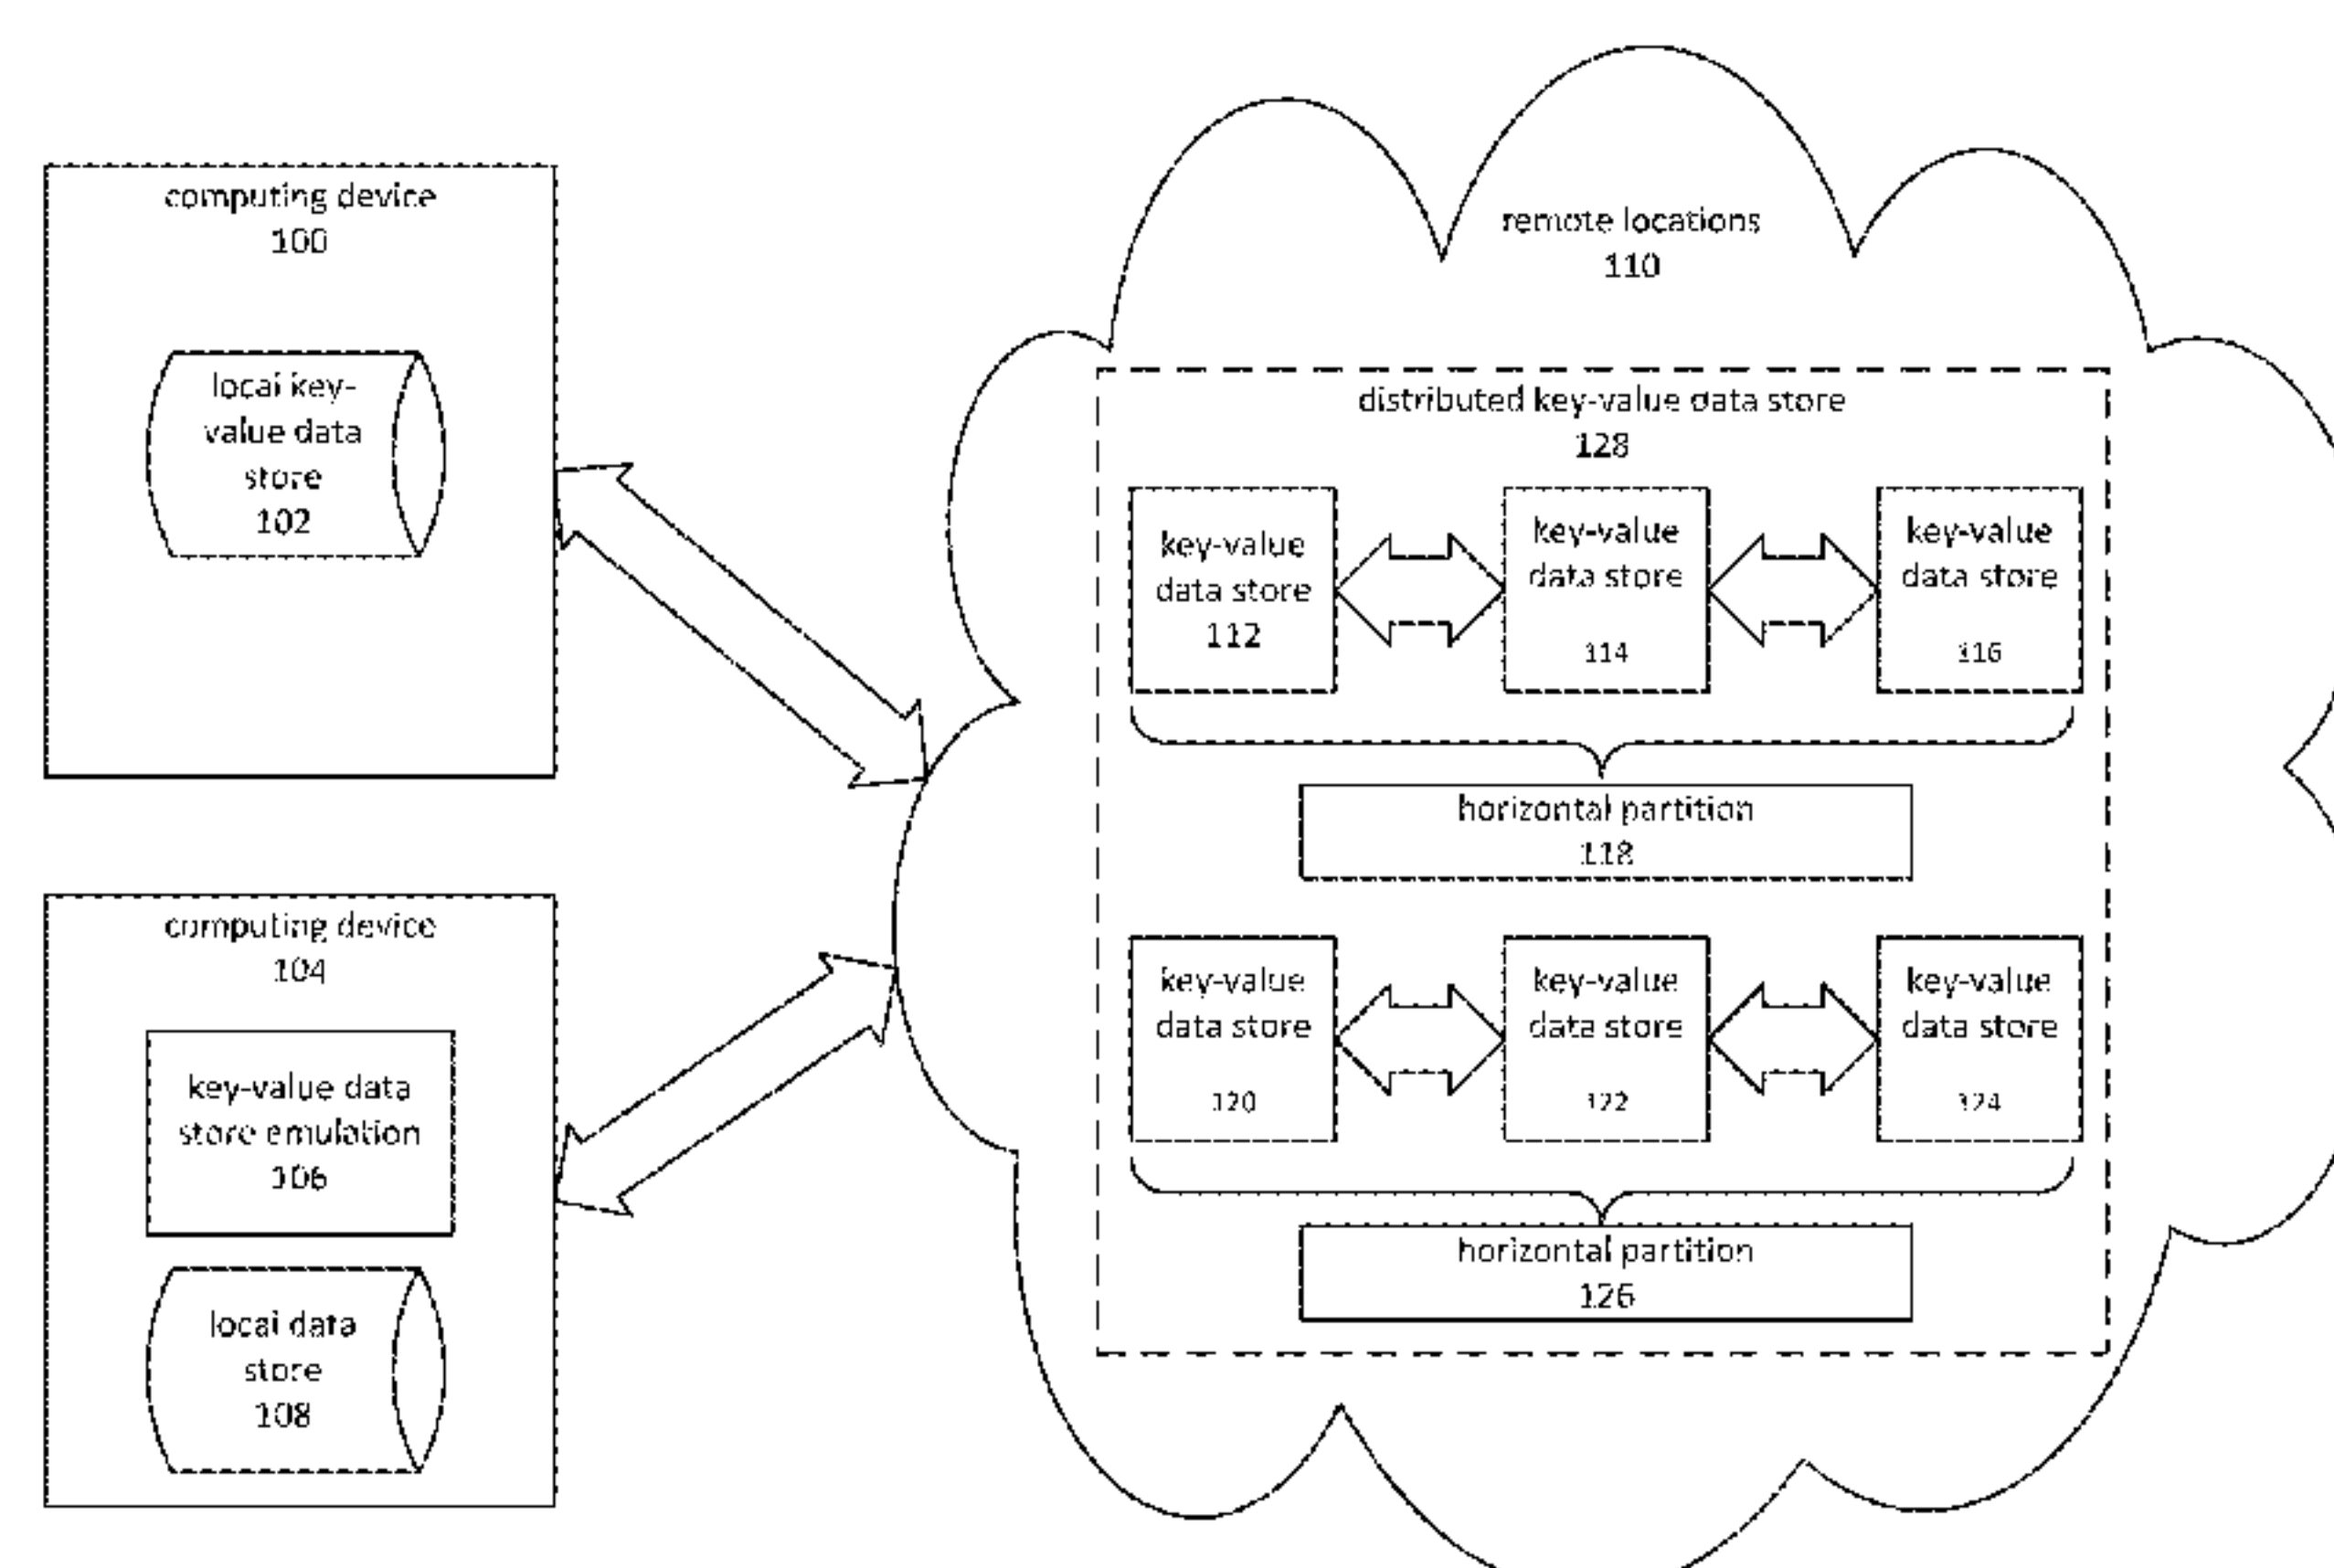 computing device
100
local key-
value data
store
102
computing device
104
key-value data
store emulation
106
local data
store
108
remote locations
110
distributed key-value data store
128
key-value
data store
112
key-value
data store
114
key-value
data store
116
horizontal partition
118
key-value
data store
120
key-value
data store
122
key-value
data store
124
horizontal partition
126